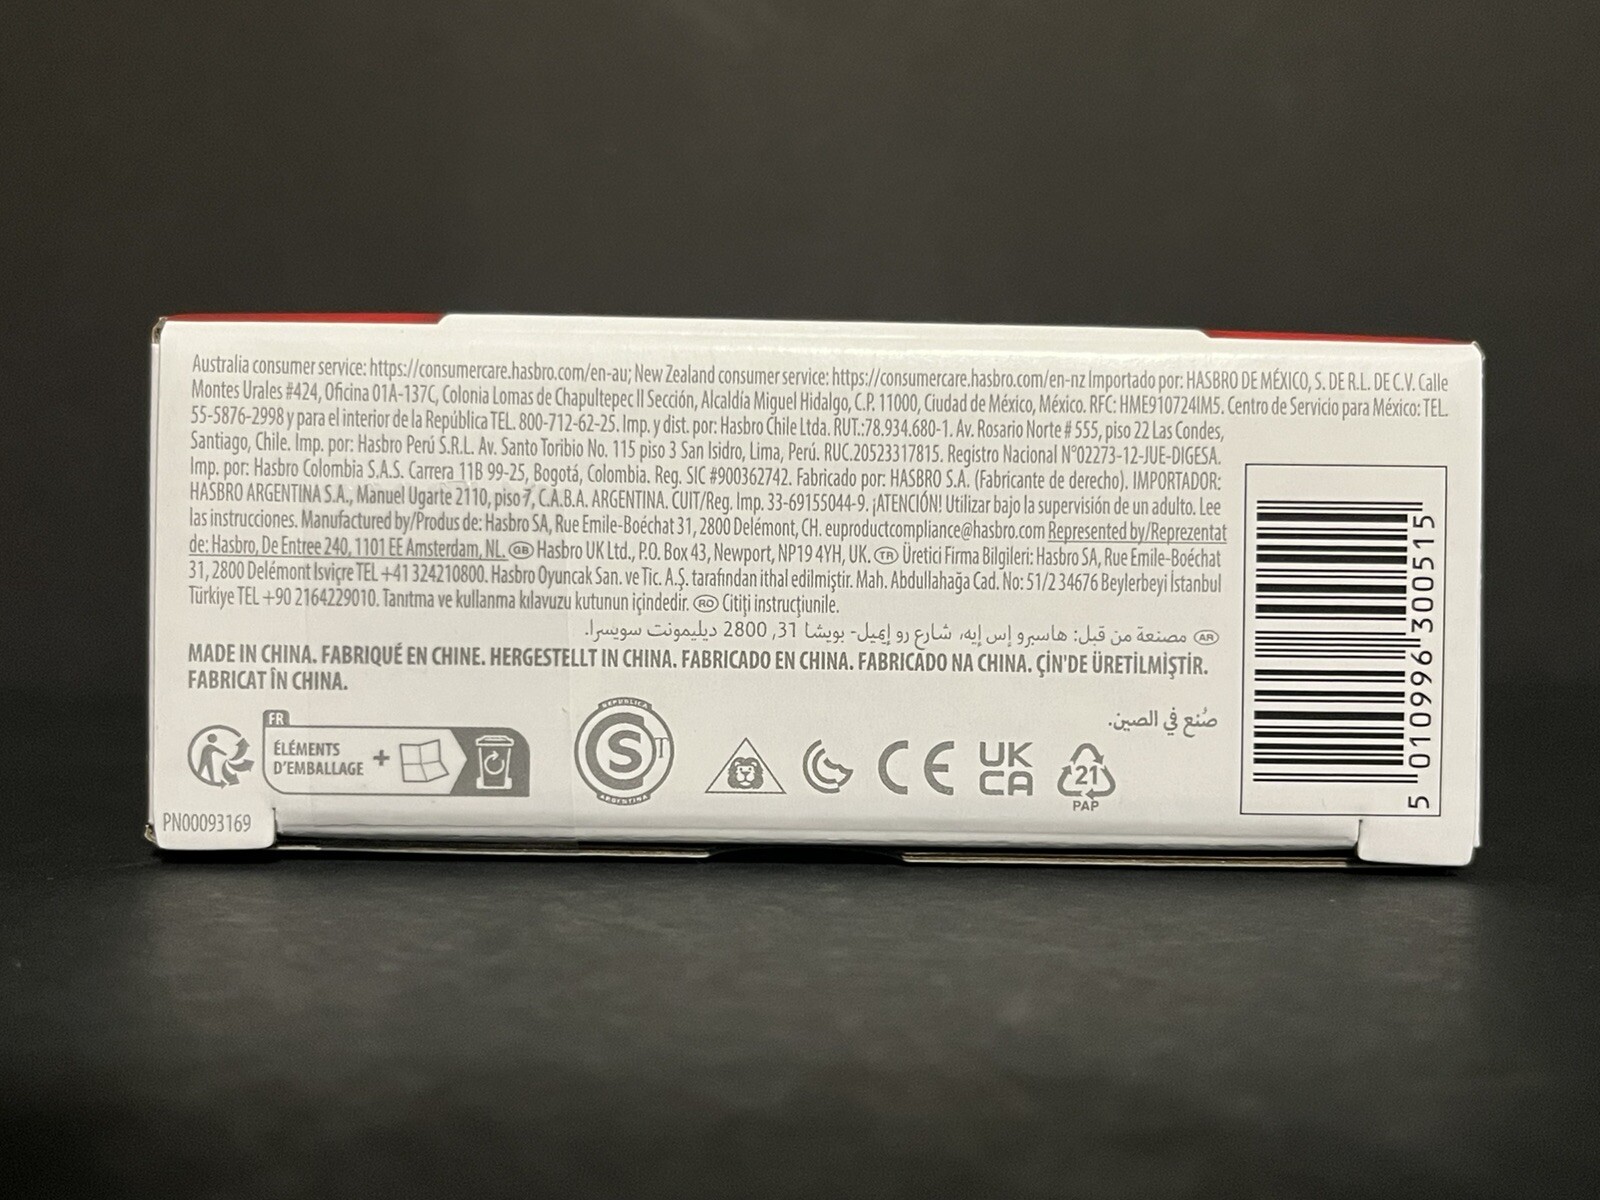 Australia consumer service: https://consumercare.hasbro.com/en-au; New Zealand consumer service: https://consumercare.hasbro.com/en-nz Importado por: HASBRO DE MÉXICO, S. DE R.L. DE C.V. Calle
Montes Urales #424, Oficina 01A-137C, Colonia Lomas de Chapultepec II Sección, Alcaldía Miguel Hidalgo, C.P. 11000, Ciudad de México, México. RFC: HME910724IM5. Centro de Servicio para México: TEL.
55-5876-2998 y para el interior de la República TEL. 800-712-62-25. Imp. y dist. por: Hasbro Chile Ltda. RUT.:78.934.680-1. Av. Rosario Norte # 555, piso 22 Las Condes,
Santiago, Chile. Imp. por: Hasbro Perú S.R.L. Av. Santo Toribio No. 115 piso 3 San Isidro, Lima, Perú. RUC.20523317815. Registro Nacional N°02273-12-JUE-DIGESA.
Imp. por: Hasbro Colombia S.A.S. Carrera 11B 99-25, Bogotá, Colombia. Reg. SIC #900362742. Fabricado por: HASBRO S.A. (Fabricante de derecho). IMPORTADOR:
HASBRO ARGENTINA S.A., Manuel Ugarte 2110, piso 7, C.A.B.A. ARGENTINA. CUIT/Reg. Imp. 33-69155044-9. ¡ATENCIÓN! Utilizar bajo la supervisión de un adulto. Lee
las instrucciones. Manufactured by/Produs de: Hasbro SA, Rue Emile-Boéchat 31, 2800 Delémont, CH. euproductcompliance@hasbro.com Represented by/Reprezentat
de: Hasbro, De Entree 240, 1101 EE Amsterdam, NL. GB Hasbro UK Ltd., P.O. Box 43, Newport, NP19 4YH, UK. TR Üretici Firma Bilgileri: Hasbro SA, Rue Emile-Boéchat
31, 2800 Delémont İsviçre TEL +41 324210800. Hasbro Oyuncak San. ve Tic. A.Ş. tarafından ithal edilmiştir. Mah. Abdullahağa Cad. No: 51/2 34676 Beylerbeyi İstanbul
Türkiye TEL +90 2164229010. Tanıtma ve kullanma kılavuzu kutunun içindedir. RO Citiți instrucțiunile.
AR مصنعة من قبل: هاسبرو إس إيه، شارع رو إيميل- بويشا 31, 2800 ديليمونت سويسرا.
MADE IN CHINA. FABRIQUÉ EN CHINE. HERGESTELLT IN CHINA. FABRICADO EN CHINA. FABRICADO NA CHINA. ÇİN'DE ÜRETİLMİŞTİR.
FABRICAT ÎN CHINA.
صُنع في الصين.
FR
ÉLÉMENTS
D'EMBALLAGE +
REPUBLICA
S T
ARGENTINA
CE
UK
CA
21
PAP
PN00093169
5 010996 300515